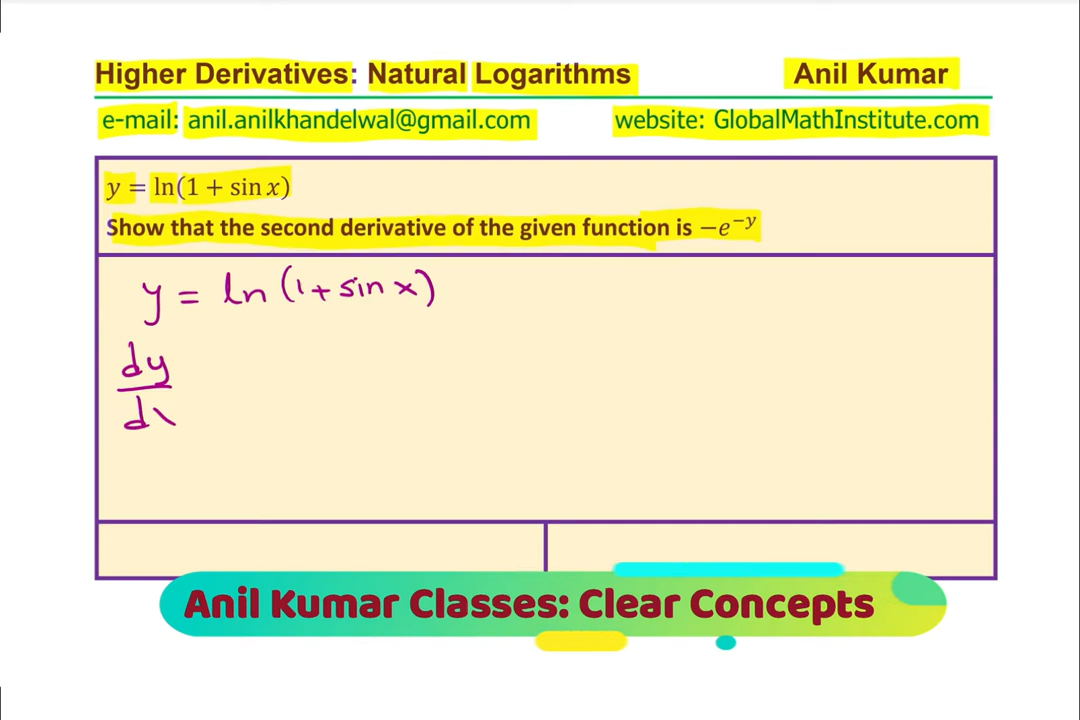 Higher Derivatives: Natural Logarithms Anil Kumar
e-mail: anil.anilkhandelwal@gmail.com website: GlobalMathInstitute.com
y = ln(1 + sin x)
Show that the second derivative of the given function is −e^{−y}
y = ln (1 + sin x)
dy
d
Anil Kumar Classes: Clear Concepts